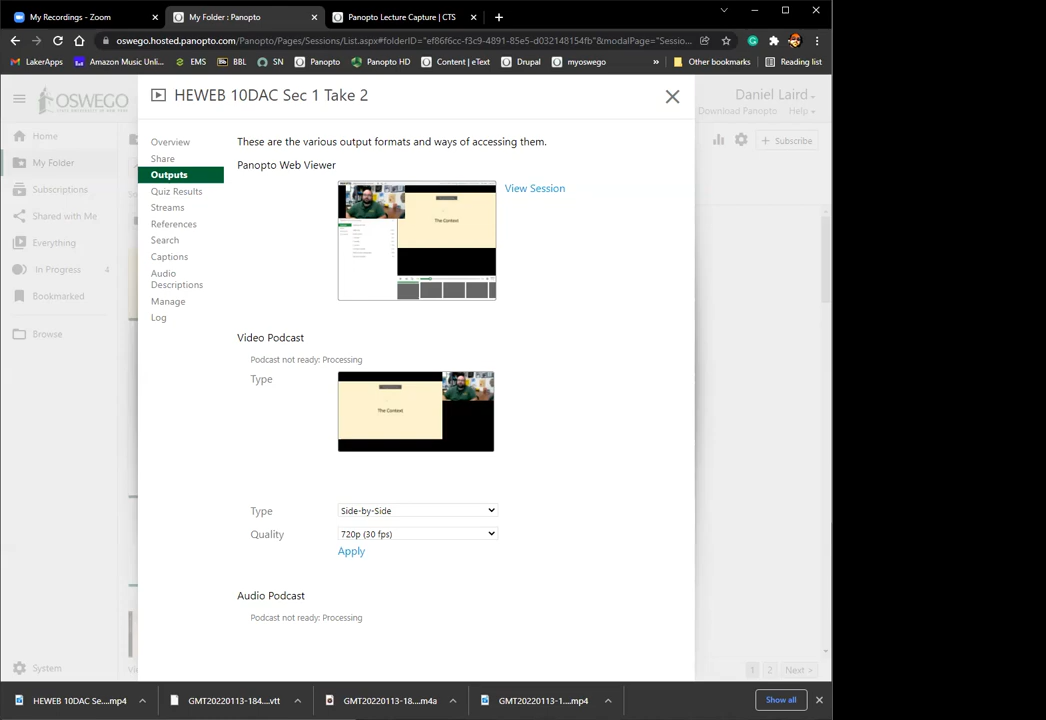 My Recordings - Zoom
My Folder : Panopto
Panopto Lecture Capture | CTS
oswego.hosted.panopto.com/Panopto/Pages/Sessions/List.aspx#folderID="ef86f6cc-f3c9-4891-85e5-d032148154fb"&modalPage="Sessio...
LakerApps
Amazon Music Unli...
EMS
BBL
SN
Panopto
Panopto HD
Content | eText
Drupal
myoswego
»
Other bookmarks
Reading list
OSWEGO
HEWEB 10DAC Sec 1 Take 2
Daniel Laird
Download Panopto
Help
Home
My Folder
Subscriptions
Shared with Me
Everything
In Progress 4
Bookmarked
Browse
System
Subscribe
Overview
Share
Outputs
Quiz Results
Streams
References
Search
Captions
Audio
Descriptions
Manage
Log
These are the various output formats and ways of accessing them.
Panopto Web Viewer
The Context
View Session
Video Podcast
Podcast not ready: Processing
Type
The Context
Type
Side-by-Side
Quality
720p (30 fps)
Apply
Audio Podcast
Podcast not ready: Processing
1
2
Next >
HEWEB 10DAC Se....mp4
GMT20220113-184....vtt
GMT20220113-18....m4a
GMT20220113-1....mp4
Show all